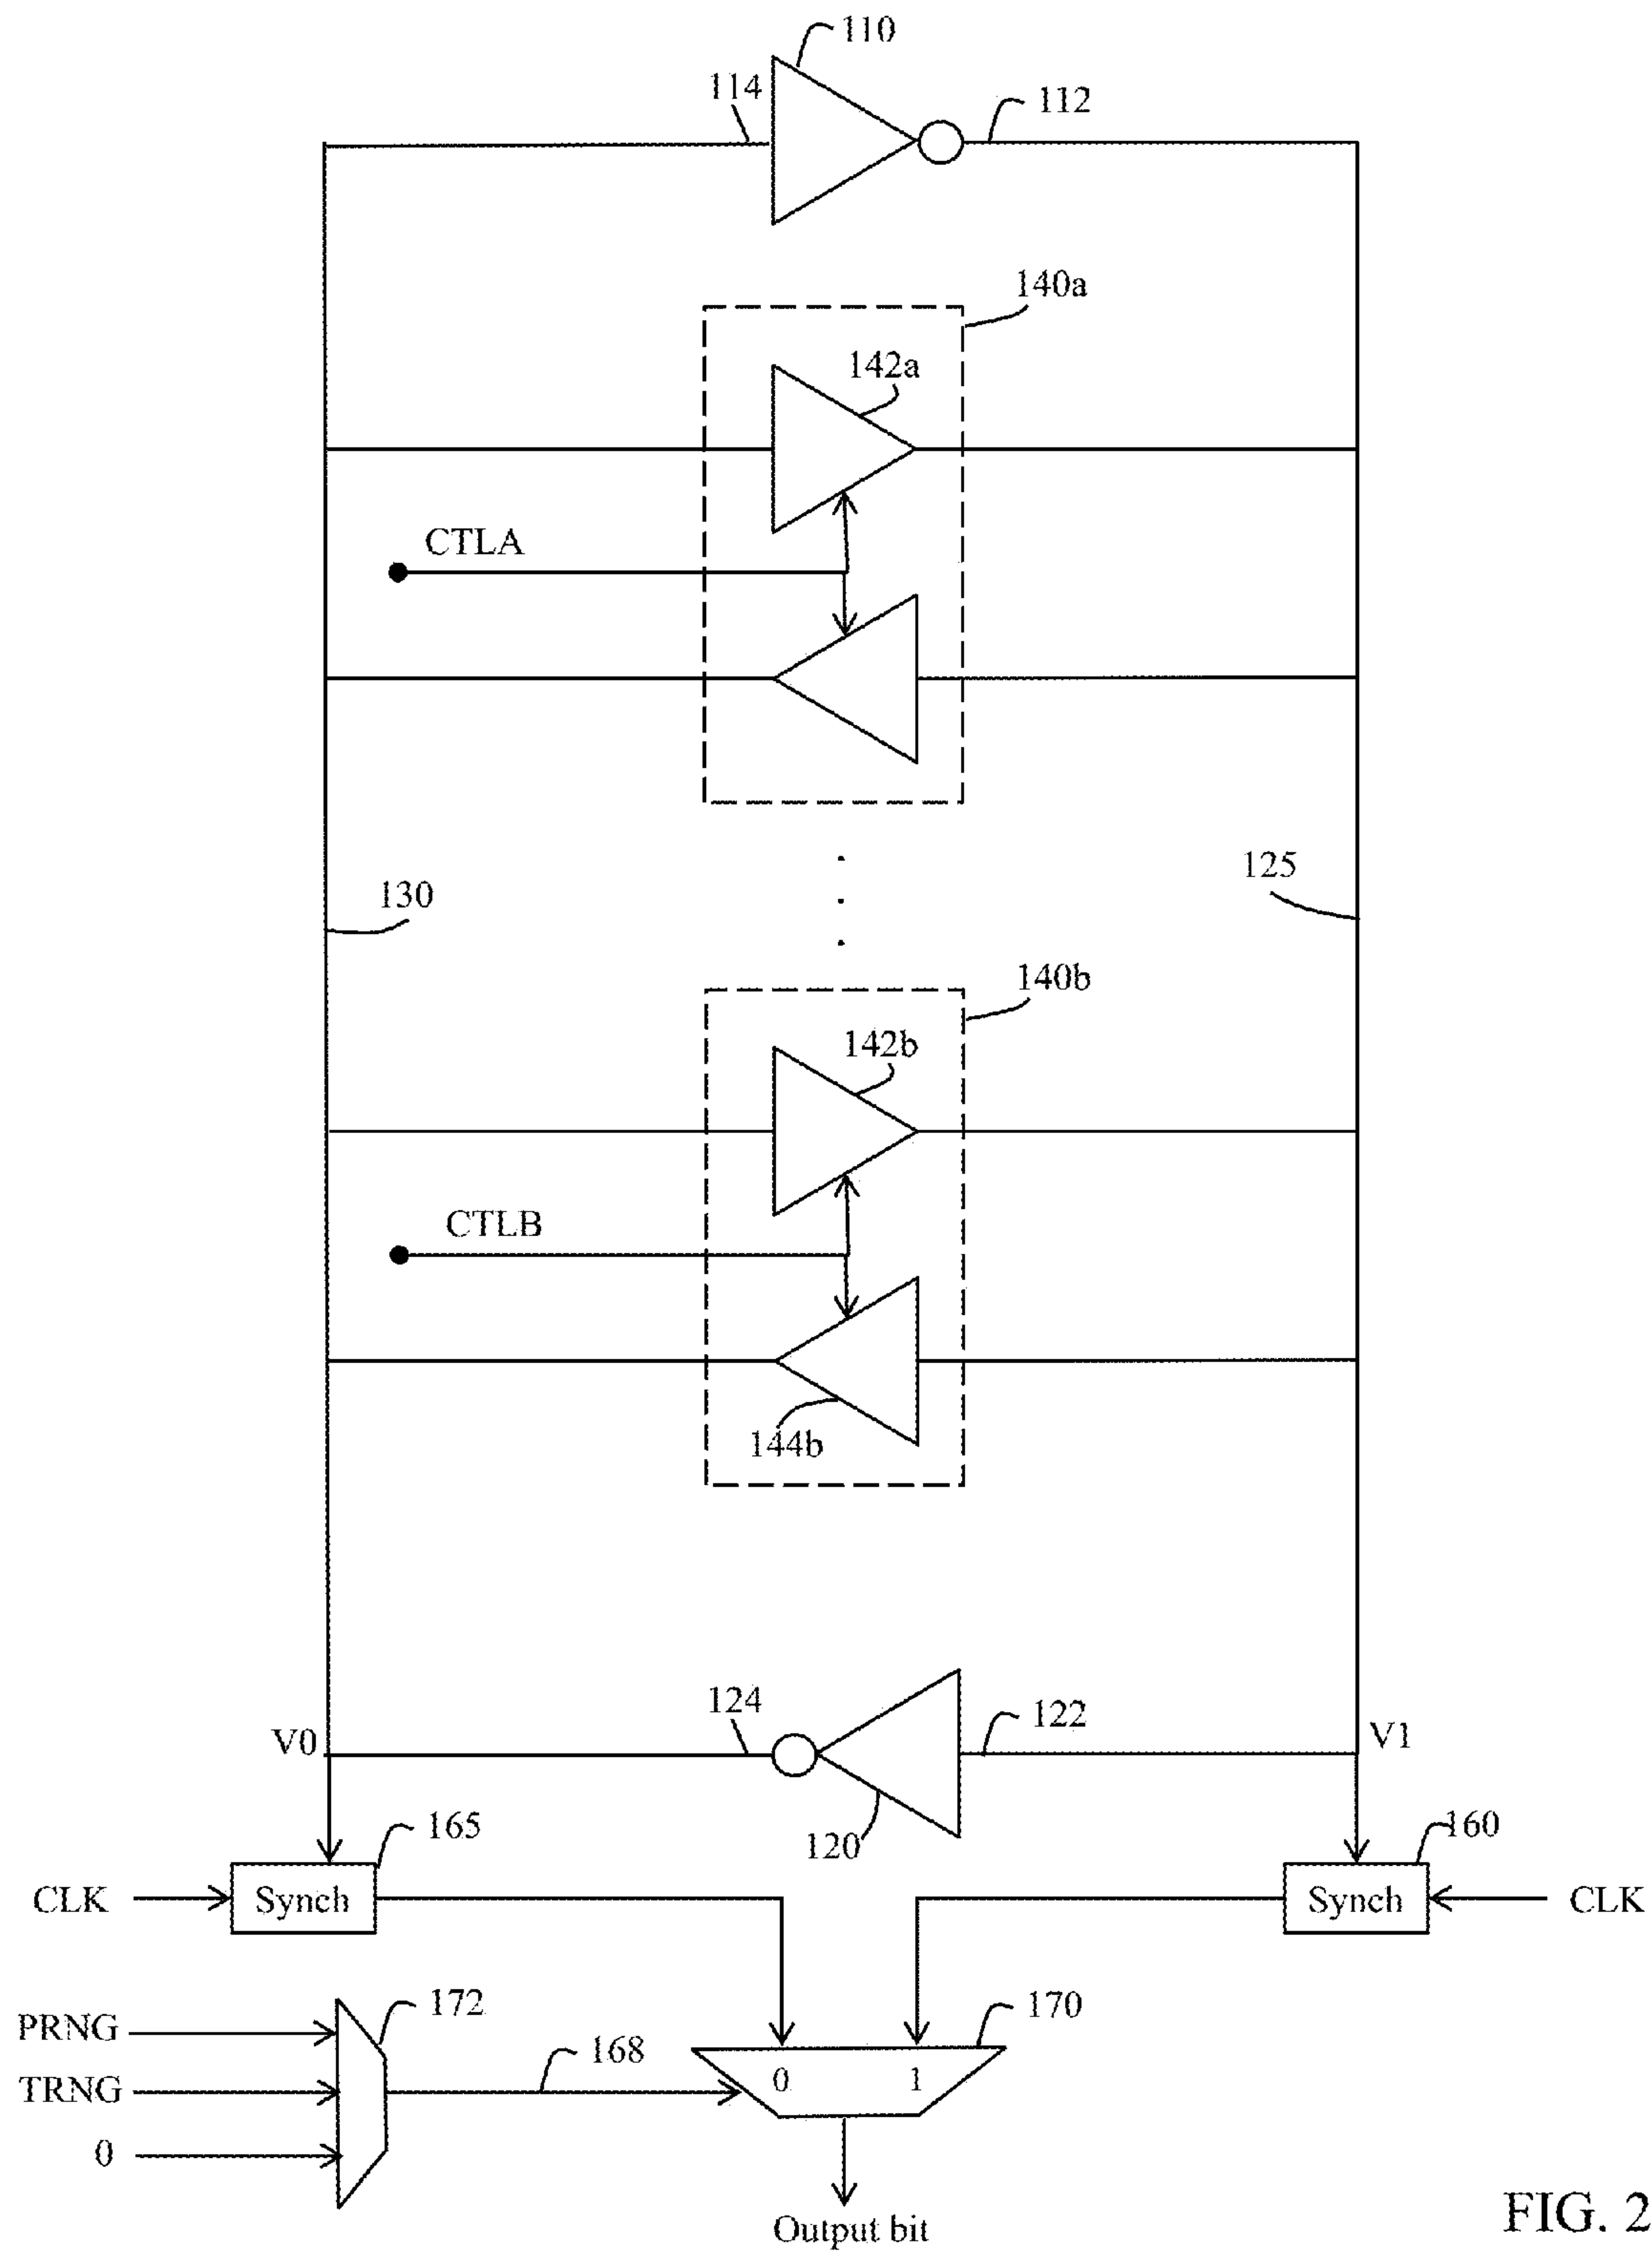 110
114
112
140a
142a
CTLA
130
125
140b
142b
CTLB
144b
124
122
V0
V1
120
165
160
CLK
Synch
Synch
CLK
PRNG
172
170
TRNG
168
0
1
0
Output bit
FIG. 2